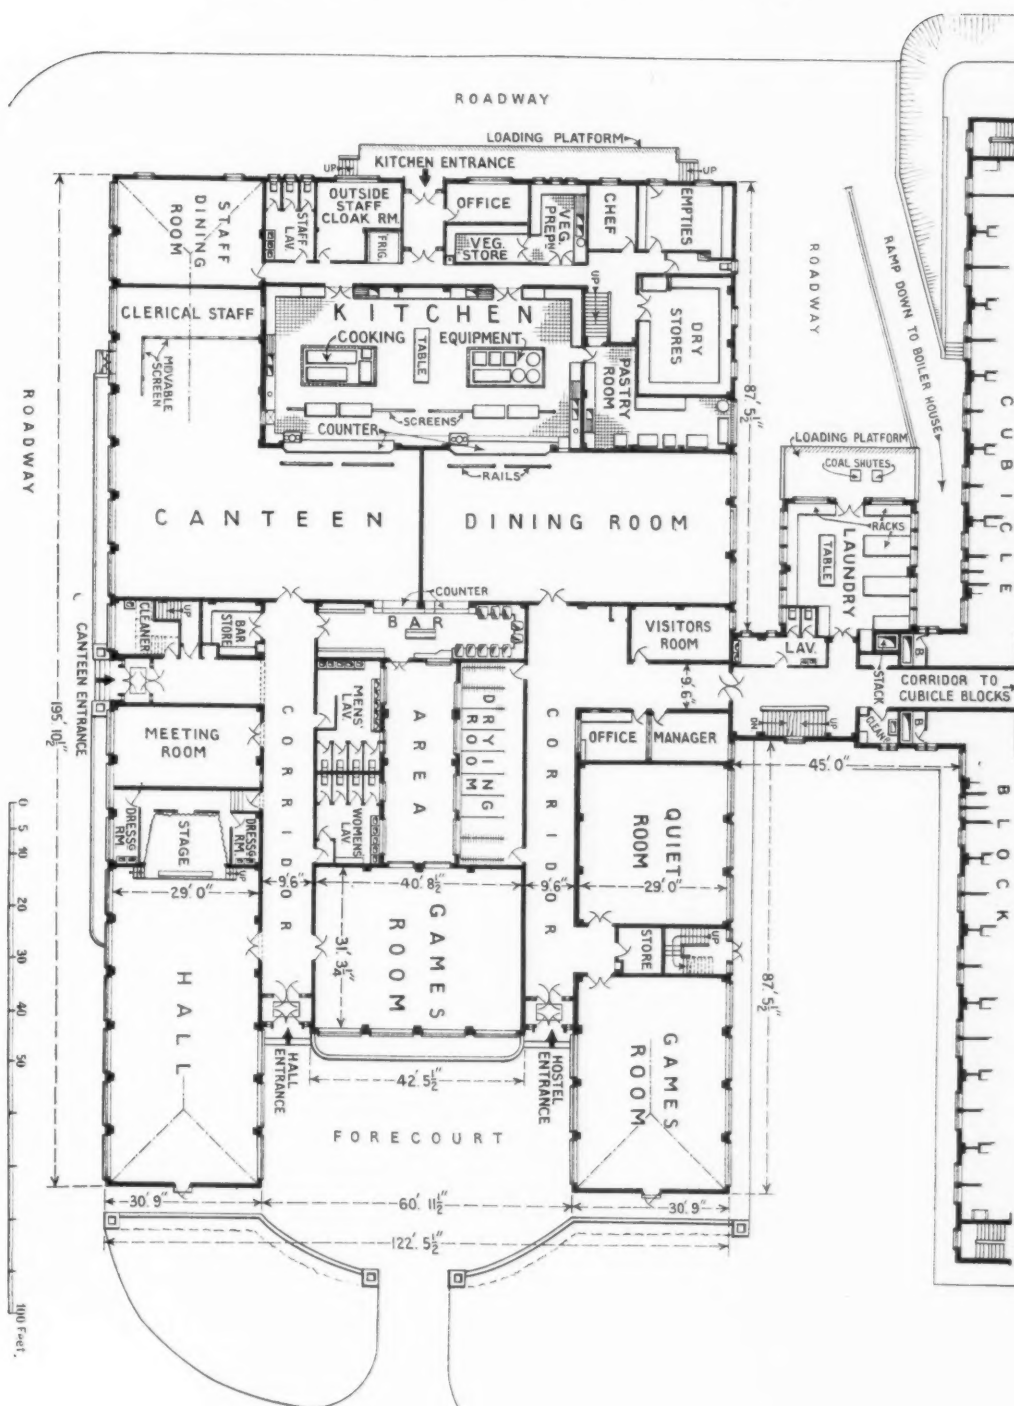 ROADWAY
LOADING PLATFORM
UP
KITCHEN ENTRANCE
UP
STAFF
DINING
ROOM
STAFF
LAV.
OUTSIDE
STAFF
CLOAK RM.
FRIG.
OFFICE
VEG.
STORE
VEG.
PREPN
CHEF
EMPTIES
UP
ROADWAY
RAMP DOWN TO BOILER HOUSE
CLERICAL STAFF
MOVABLE
SCREEN
KITCHEN
COOKING
TABLE
EQUIPMENT
SCREENS
COUNTER
RAILS
PASTRY
ROOM
DRY
STORES
87'. 5½"
LOADING PLATFORM
COAL SHUTES
RACKS
TABLE
LAUNDRY
CUBICLE
ROADWAY
CANTEEN
DINING ROOM
COUNTER
BAR
CLEANER
UP
BAR
STORE
VISITORS
ROOM
LAV.
STACK
B
CORRIDOR TO
CUBICLE BLOCKS
B
CLEANR
DN
UP
CANTEEN ENTRANCE
195'. 10½"
MEETING
ROOM
CORRIDOR
MENS'
LAV.
AREA
DRYING
ROOM
CORRIDOR
9'.6"
OFFICE
MANAGER
45'.0"
BLOCK
DRESSG
RM.
STAGE
DRESSG
RM.
UP
WOMENS
LAV
QUIET
ROOM
29'.0"
9'.6"
40'.8½"
9'.6"
29'.0"
HALL
31'. 3¼"
GAMES
ROOM
STORE
UP
87'. 5½"
HALL
ENTRANCE
HOSTEL
ENTRANCE
GAMES
ROOM
42'. 5½"
FORECOURT
30'. 9"
60'. 11½"
30'. 9"
122'. 5½"
0
5
10
20
30
40
50
100 Feet.